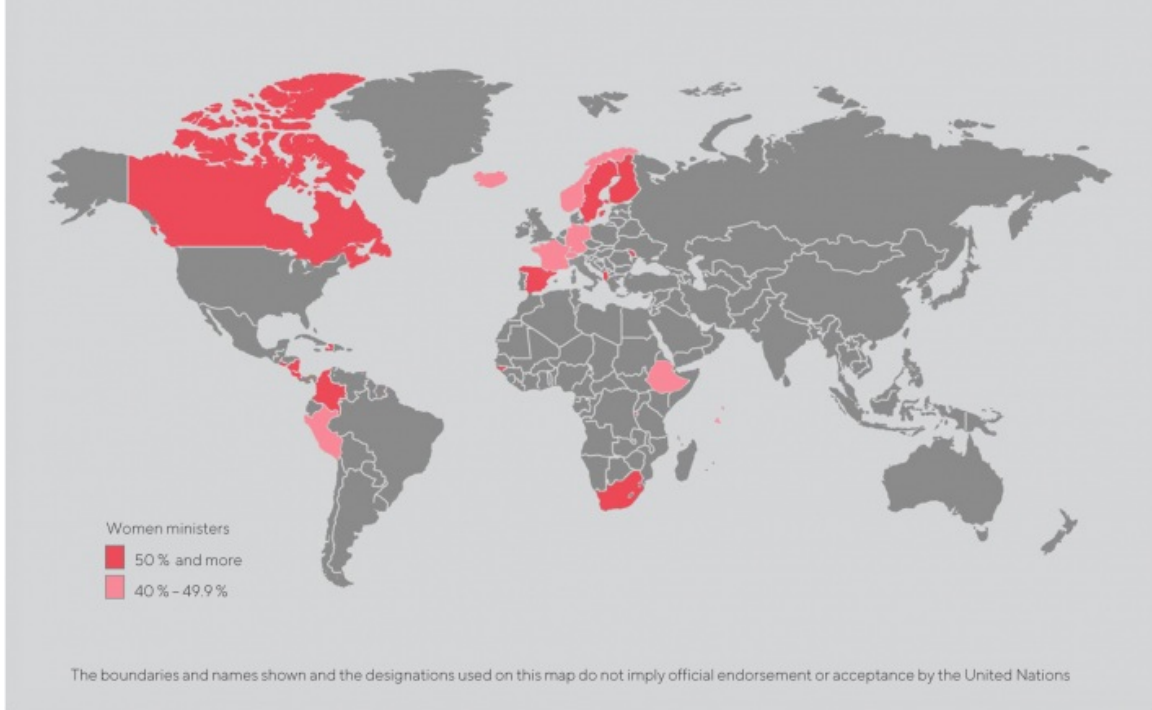 Women ministers
50 % and more
40 % – 49.9 %
The boundaries and names shown and the designations used on this map do not imply official endorsement or acceptance by the United Nations